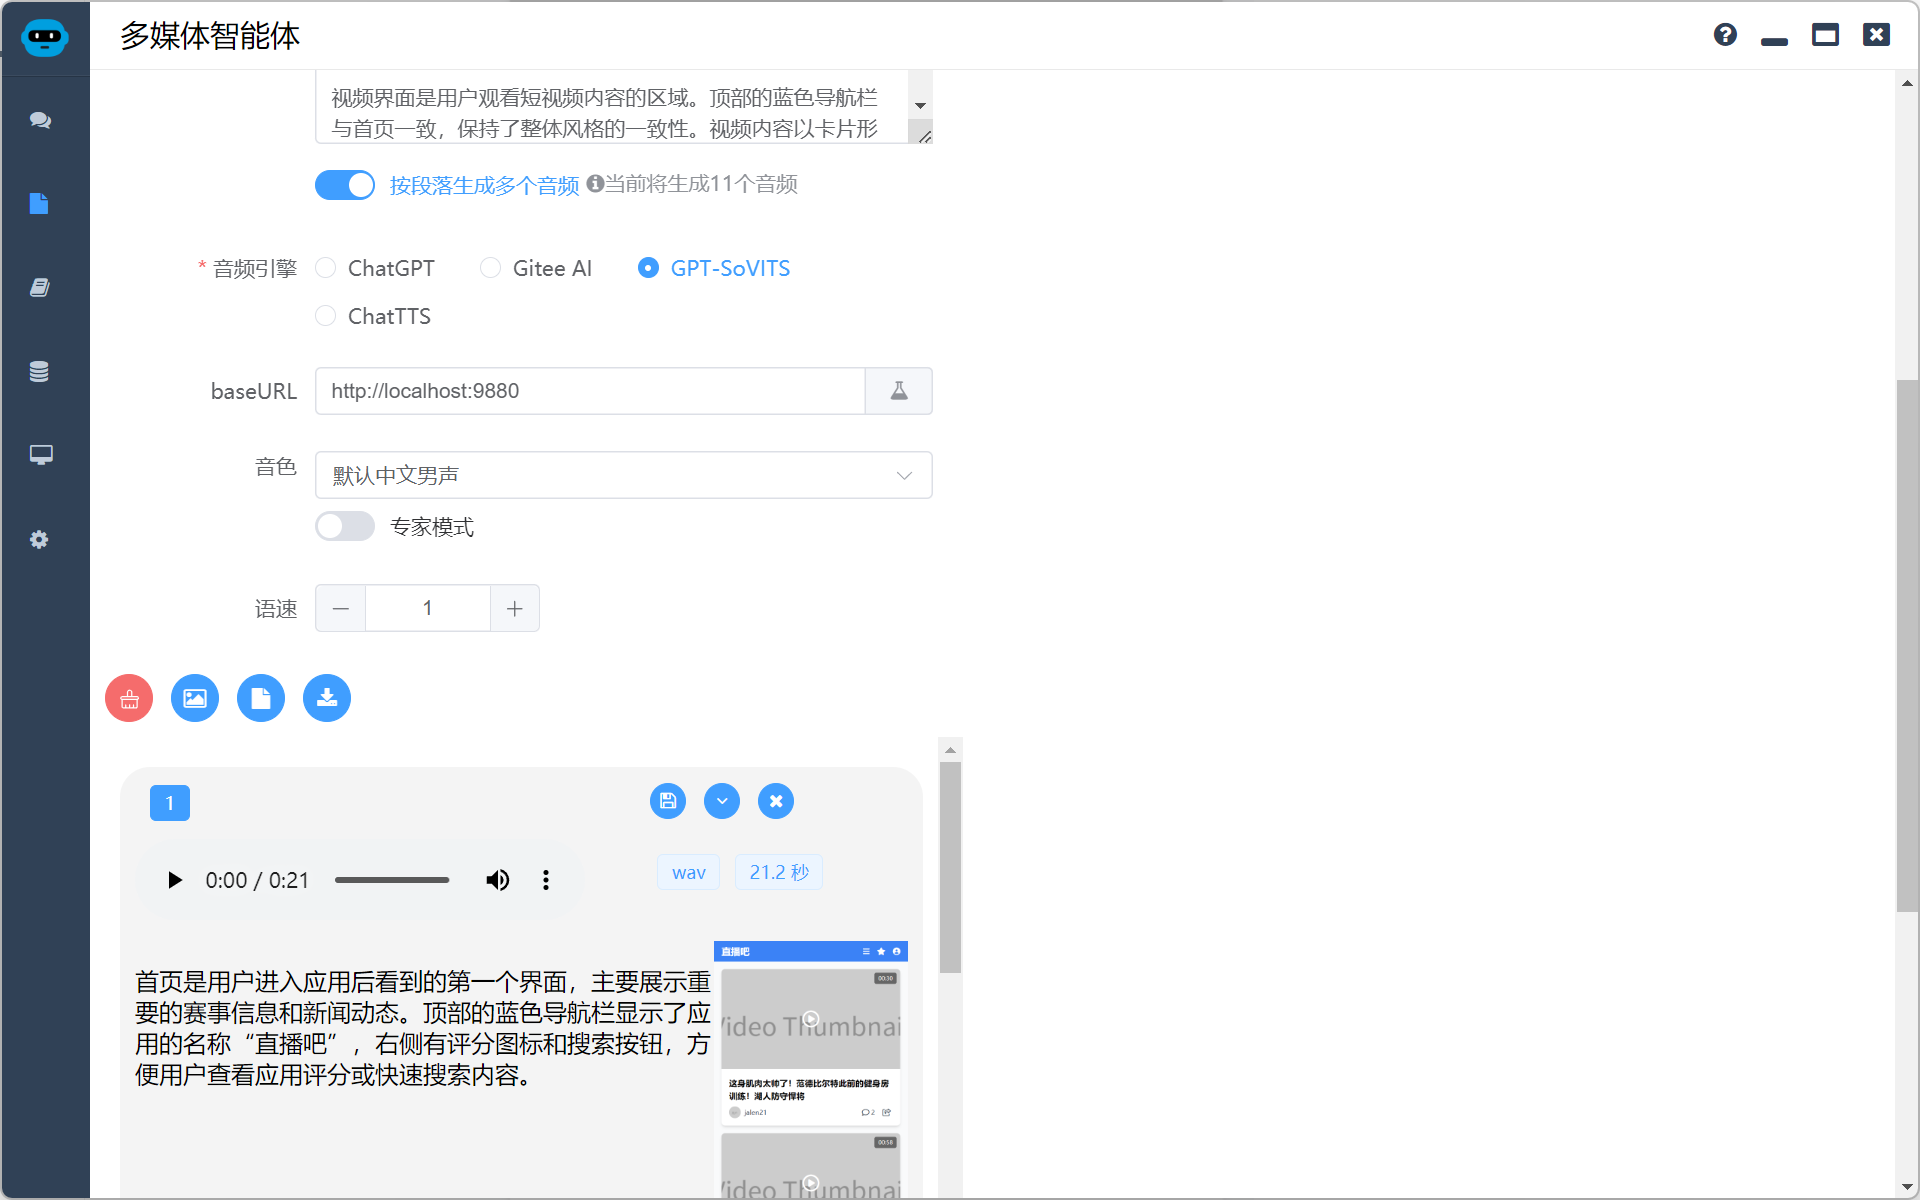 多媒体智能体
视频界面是用户观看短视频内容的区域。顶部的蓝色导航栏
与首页一致，保持了整体风格的一致性。视频内容以卡片形
按段落生成多个音频 当前将生成11个音频
* 音频引擎 ChatGPT Gitee AI GPT-SoVITS
ChatTTS
baseURL http://localhost:9880
音色 默认中文男声
专家模式
语速 1
1
0:00 / 0:21 wav 21.2 秒
首页是用户进入应用后看到的第一个界面，主要展示重
要的赛事信息和新闻动态。顶部的蓝色导航栏显示了应
用的名称“直播吧”，右侧有评分图标和搜索按钮，方
便用户查看应用评分或快速搜索内容。
直播吧
00:30
Video Thumbnai
这身肌肉太帅了！范德比尔特此前的健身房
训练！湖人防守悍将
jalen21 2
00:58
Video Thumbnai